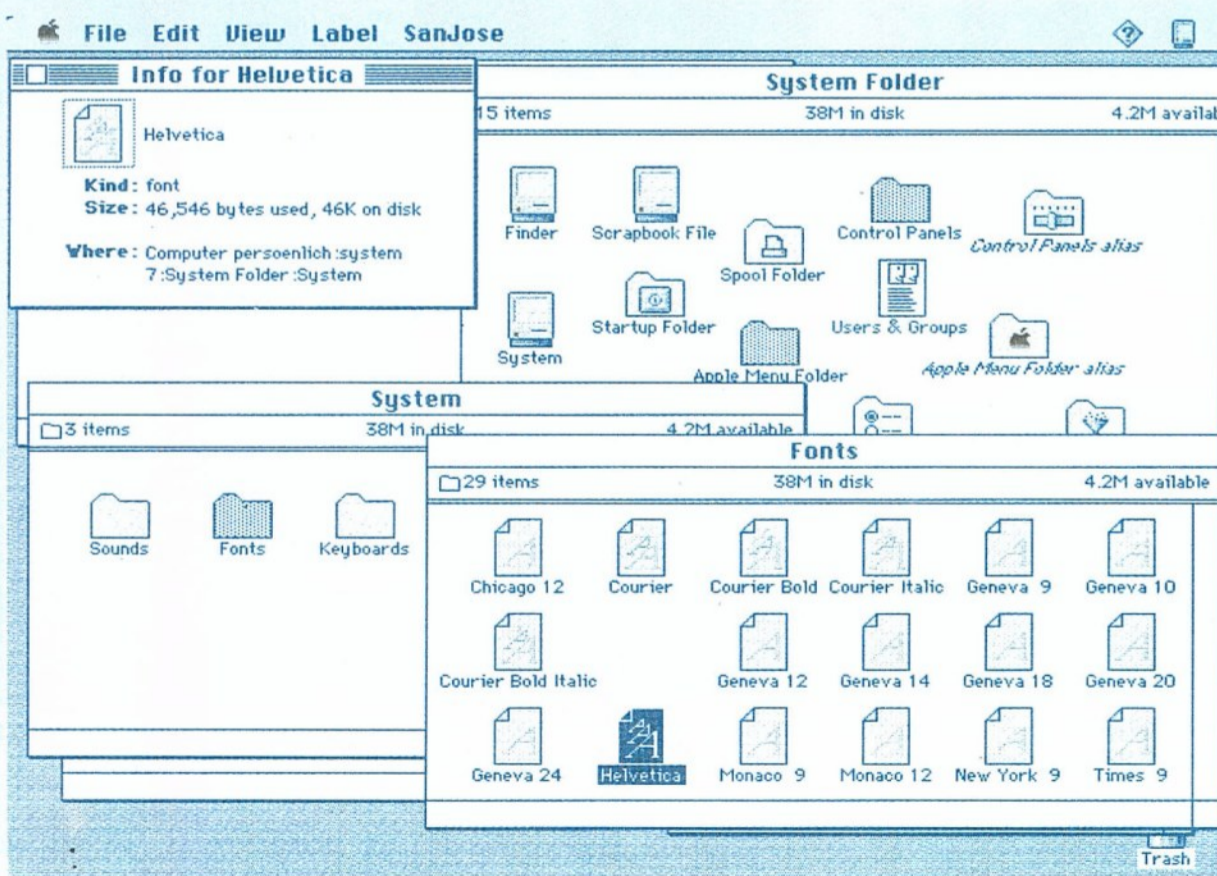 File Edit View Label SanJose
Info for Helvetica
Helvetica
Kind: font
Size: 46,546 bytes used, 46K on disk
Where: Computer persoenlich:system
7:System Folder:System
System Folder
15 items 38M in disk 4.2M availab
Finder
Scrapbook File
Spool Folder
Control Panels
Control Panels alias
System
Startup Folder
Apple Menu Folder
Users & Groups
Apple Menu Folder alias
System
3 items 38M in disk 4.2M available
Sounds Fonts Keyboards
Fonts
29 items 38M in disk 4.2M available
Chicago 12 Courier Courier Bold Courier Italic Geneva 9 Geneva 10
Courier Bold Italic Geneva 12 Geneva 14 Geneva 18 Geneva 20
Geneva 24 Helvetica Monaco 9 Monaco 12 New York 9 Times 9
Trash